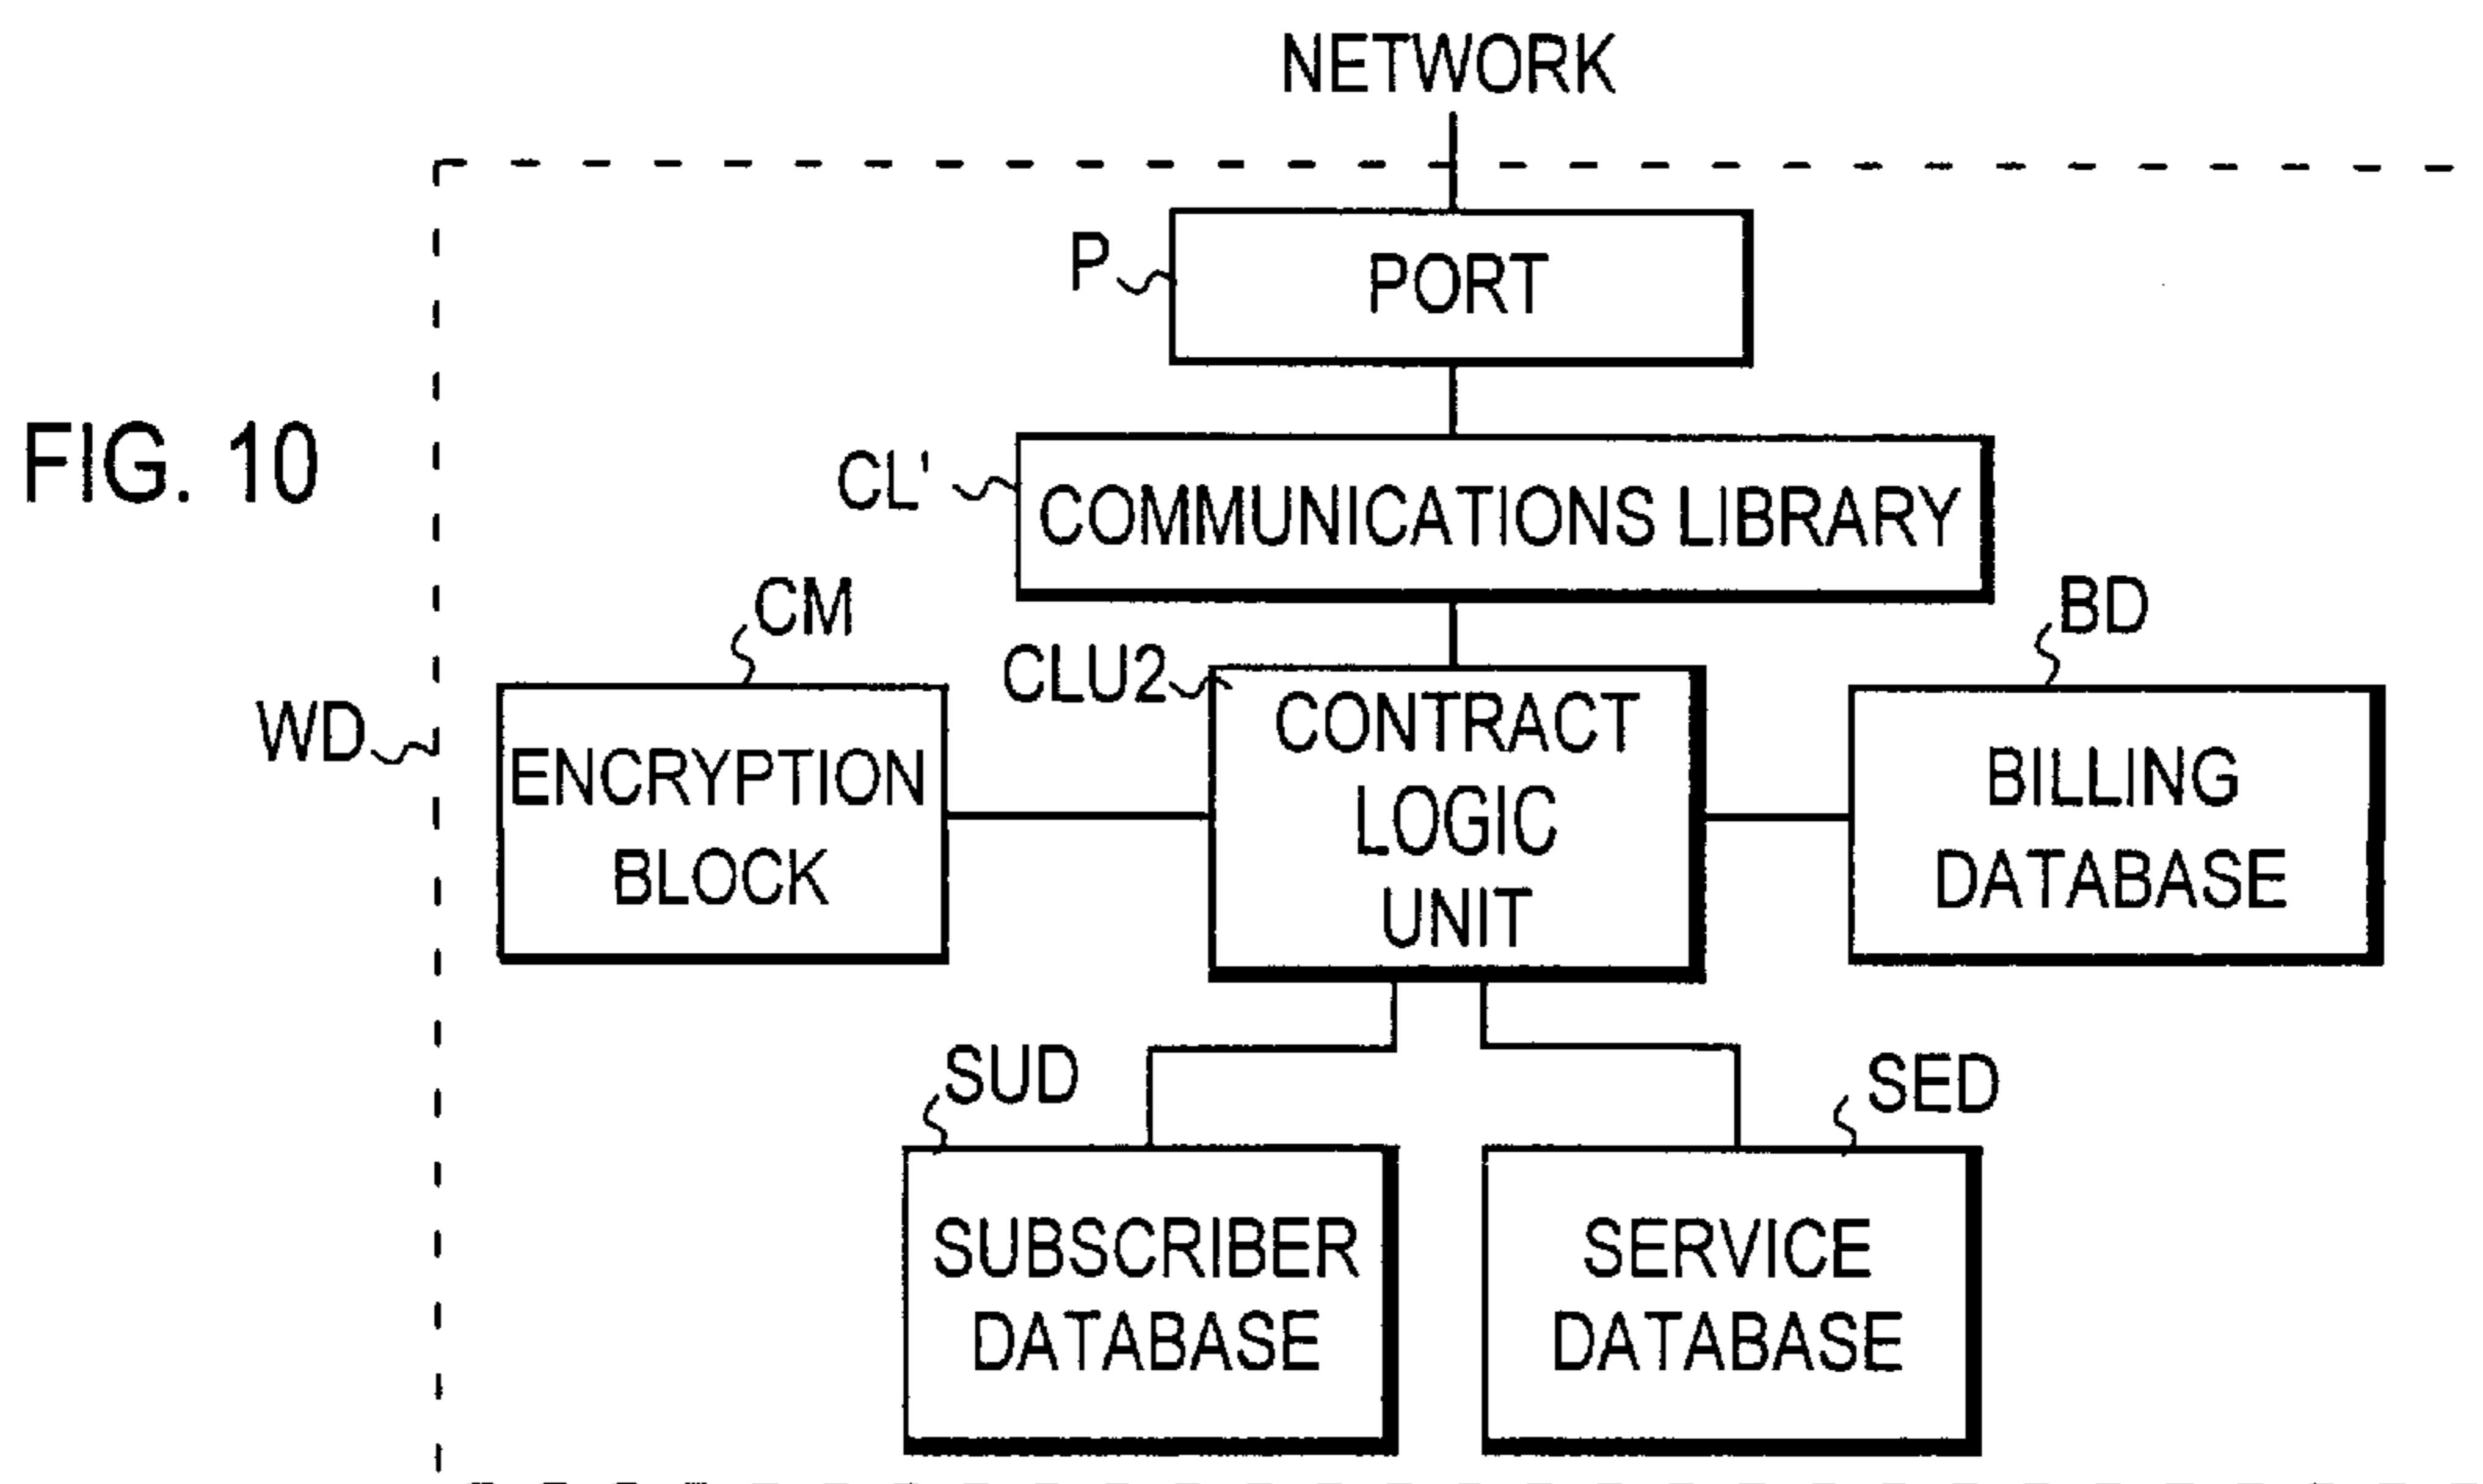 NETWORK
P
PORT
FIG. 10
CL'
COMMUNICATIONS LIBRARY
CM
BD
CLU2
WD
ENCRYPTION
BLOCK
CONTRACT
LOGIC
UNIT
BILLING
DATABASE
SUD
SED
SUBSCRIBER
DATABASE
SERVICE
DATABASE